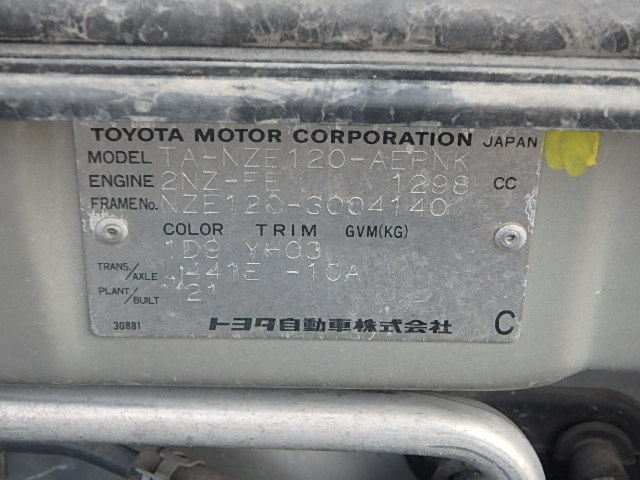 TOYOTA MOTOR CORPORATION JAPAN
MODEL TA-NZE120-AEPNK
ENGINE 2NZ-FE 1298 CC
FRAME No. NZE120-3004140
COLOR TRIM GVM(KG)
1D9 YH03
TRANS./AXLE U441E -10A
PLANT/BUILT Y21
30881 トヨタ自動車株式会社 C